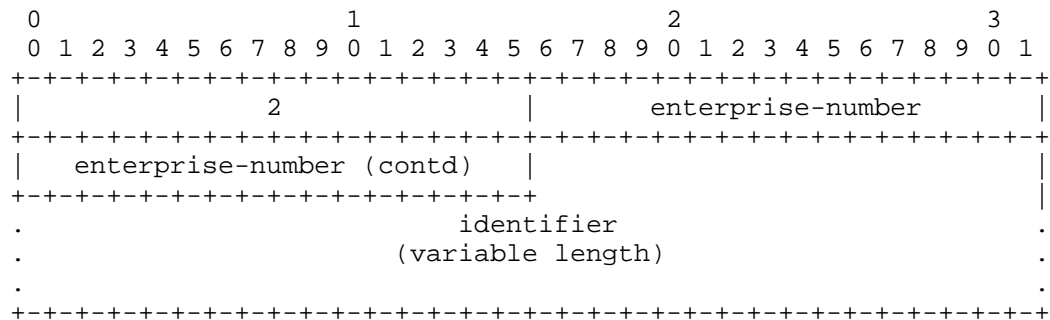 0                   1                   2                   3
 0 1 2 3 4 5 6 7 8 9 0 1 2 3 4 5 6 7 8 9 0 1 2 3 4 5 6 7 8 9 0 1
+-+-+-+-+-+-+-+-+-+-+-+-+-+-+-+-+-+-+-+-+-+-+-+-+-+-+-+-+-+-+-+-+
|               2               |       enterprise-number       |
+-+-+-+-+-+-+-+-+-+-+-+-+-+-+-+-+-+-+-+-+-+-+-+-+-+-+-+-+-+-+-+-+
|   enterprise-number (contd)   |                               |
+-+-+-+-+-+-+-+-+-+-+-+-+-+-+-+-+                               |
.                           identifier                          .
.                       (variable length)                       .
.                                                               .
+-+-+-+-+-+-+-+-+-+-+-+-+-+-+-+-+-+-+-+-+-+-+-+-+-+-+-+-+-+-+-+-+